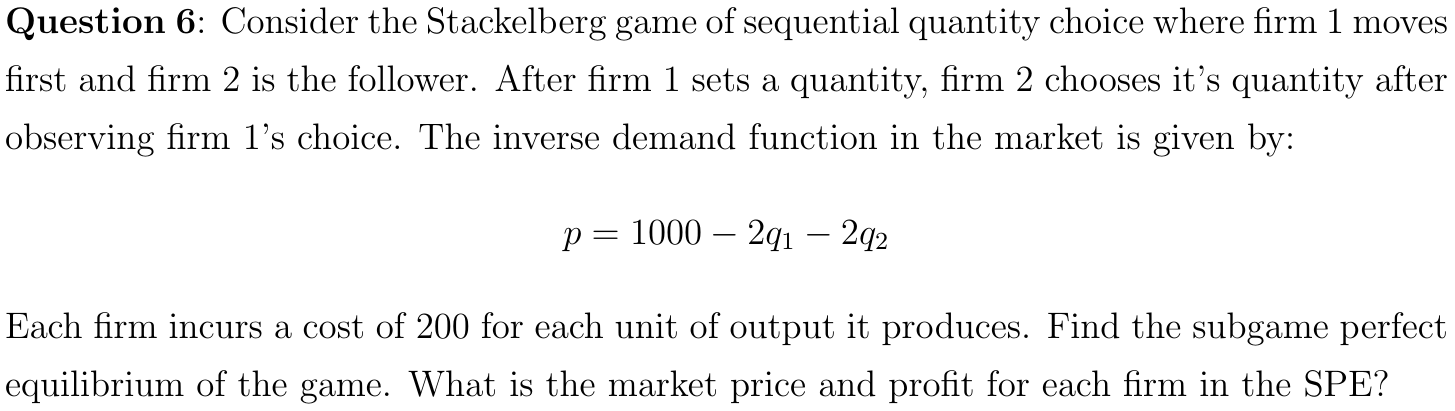 Question 6: Consider the Stackelberg game of sequential quantity choice where firm 1 moves
first and firm 2 is the follower. After firm 1 sets a quantity, firm 2 chooses it's quantity after
observing firm 1's choice. The inverse demand function in the market is given by:
p = 1000 − 2q₁ − 2q₂
Each firm incurs a cost of 200 for each unit of output it produces. Find the subgame perfect
equilibrium of the game. What is the market price and profit for each firm in the SPE?